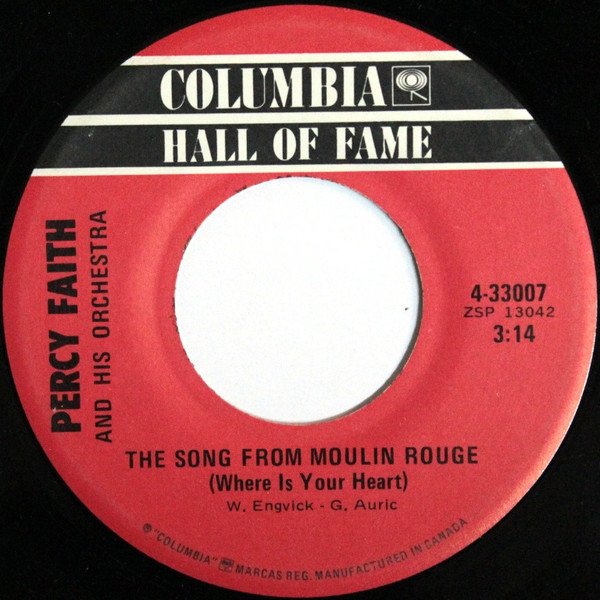 COLUMBIA
HALL OF FAME
PERCY FAITH
AND HIS ORCHESTRA
4-33007
ZSP 13042
3:14
THE SONG FROM MOULIN ROUGE
(Where Is Your Heart)
W. Engvick - G. Auric
℗ "COLUMBIA" MARCAS REG. MANUFACTURED IN CANADA